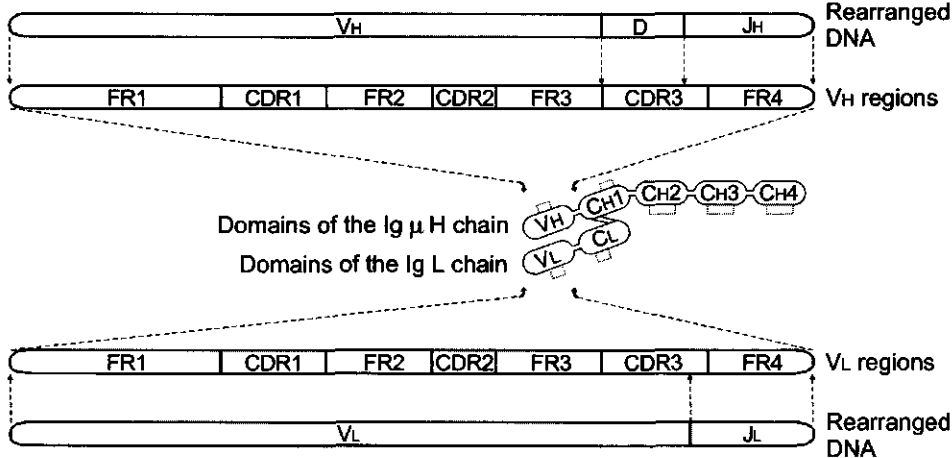 VH D JH
Rearranged
DNA
FR1 CDR1 FR2 CDR2 FR3 CDR3 FR4
VH regions
CH1 CH2 CH3 CH4
Domains of the Ig μ H chain VH
CL
Domains of the Ig L chain VL
FR1 CDR1 FR2 CDR2 FR3 CDR3 FR4
VL regions
VL JL
Rearranged
DNA